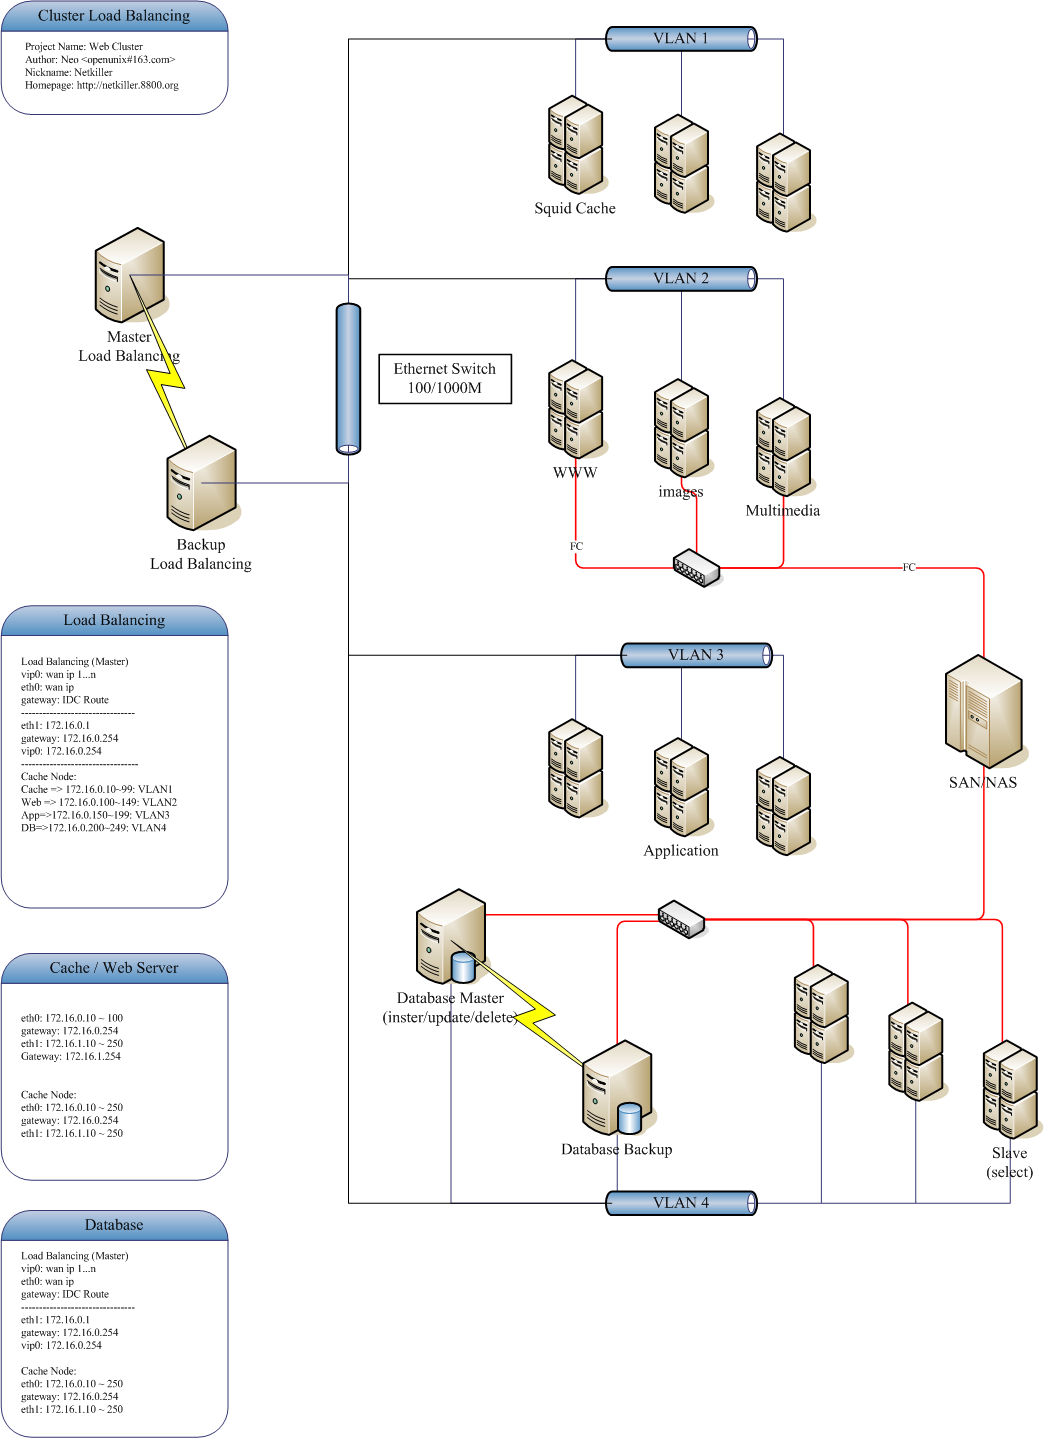 Cluster Load Balancing
Project Name: Web Cluster
Author: Neo <openunix#163.com>
Nickname: Netkiller
Homepage: http://netkiller.8800.org
VLAN 1
Squid Cache
Master
Load Balancing
VLAN 2
Ethernet Switch
100/1000M
WWW
images
Multimedia
Backup
Load Balancing
FC
FC
Load Balancing
Load Balancing (Master)
vip0: wan ip 1...n
eth0: wan ip
gateway: IDC Route
--------------------------------
eth1: 172.16.0.1
gateway: 172.16.0.254
vip0: 172.16.0.254
---------------------------------
Cache Node:
Cache => 172.16.0.10~99: VLAN1
Web => 172.16.0.100~149: VLAN2
App=>172.16.0.150~199: VLAN3
DB=>172.16.0.200~249: VLAN4
VLAN 3
SAN/NAS
Application
Cache / Web Server
eth0: 172.16.0.10 ~ 100
gateway: 172.16.0.254
eth1: 172.16.1.10 ~ 250
Gateway: 172.16.1.254
Cache Node:
eth0: 172.16.0.10 ~ 250
gateway: 172.16.0.254
eth1: 172.16.1.10 ~ 250
Database Master
(inster/update/delete)
Database Backup
Slave
(select)
VLAN 4
Database
Load Balancing (Master)
vip0: wan ip 1...n
eth0: wan ip
gateway: IDC Route
--------------------------------
eth1: 172.16.0.1
gateway: 172.16.0.254
vip0: 172.16.0.254
Cache Node:
eth0: 172.16.0.10 ~ 250
gateway: 172.16.0.254
eth1: 172.16.1.10 ~ 250